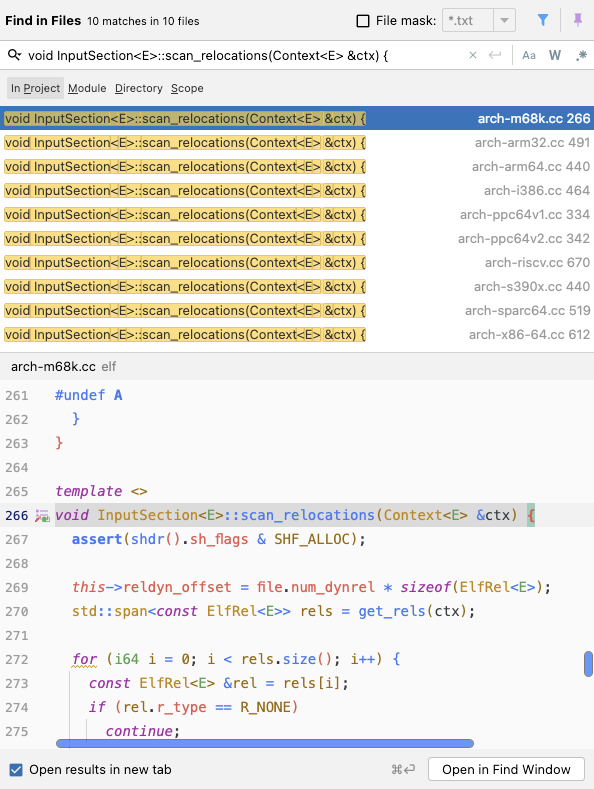 Find in Files 10 matches in 10 files File mask: *.txt
void InputSection<E>::scan_relocations(Context<E> &ctx) { Aa W .*
In Project Module Directory Scope
void InputSection<E>::scan_relocations(Context<E> &ctx) { arch-m68k.cc 266
void InputSection<E>::scan_relocations(Context<E> &ctx) { arch-arm32.cc 491
void InputSection<E>::scan_relocations(Context<E> &ctx) { arch-arm64.cc 440
void InputSection<E>::scan_relocations(Context<E> &ctx) { arch-i386.cc 464
void InputSection<E>::scan_relocations(Context<E> &ctx) { arch-ppc64v1.cc 334
void InputSection<E>::scan_relocations(Context<E> &ctx) { arch-ppc64v2.cc 342
void InputSection<E>::scan_relocations(Context<E> &ctx) { arch-riscv.cc 670
void InputSection<E>::scan_relocations(Context<E> &ctx) { arch-s390x.cc 440
void InputSection<E>::scan_relocations(Context<E> &ctx) { arch-sparc64.cc 519
void InputSection<E>::scan_relocations(Context<E> &ctx) { arch-x86-64.cc 612
arch-m68k.cc elf
261 #undef A
262   }
263 }
264
265 template <>
266 void InputSection<E>::scan_relocations(Context<E> &ctx) {
267   assert(shdr().sh_flags & SHF_ALLOC);
268
269   this->reldyn_offset = file.num_dynrel * sizeof(ElfRel<E>);
270   std::span<const ElfRel<E>> rels = get_rels(ctx);
271
272   for (i64 i = 0; i < rels.size(); i++) {
273     const ElfRel<E> &rel = rels[i];
274     if (rel.r_type == R_NONE)
275       continue;
Open results in new tab ⌘⏎ Open in Find Window